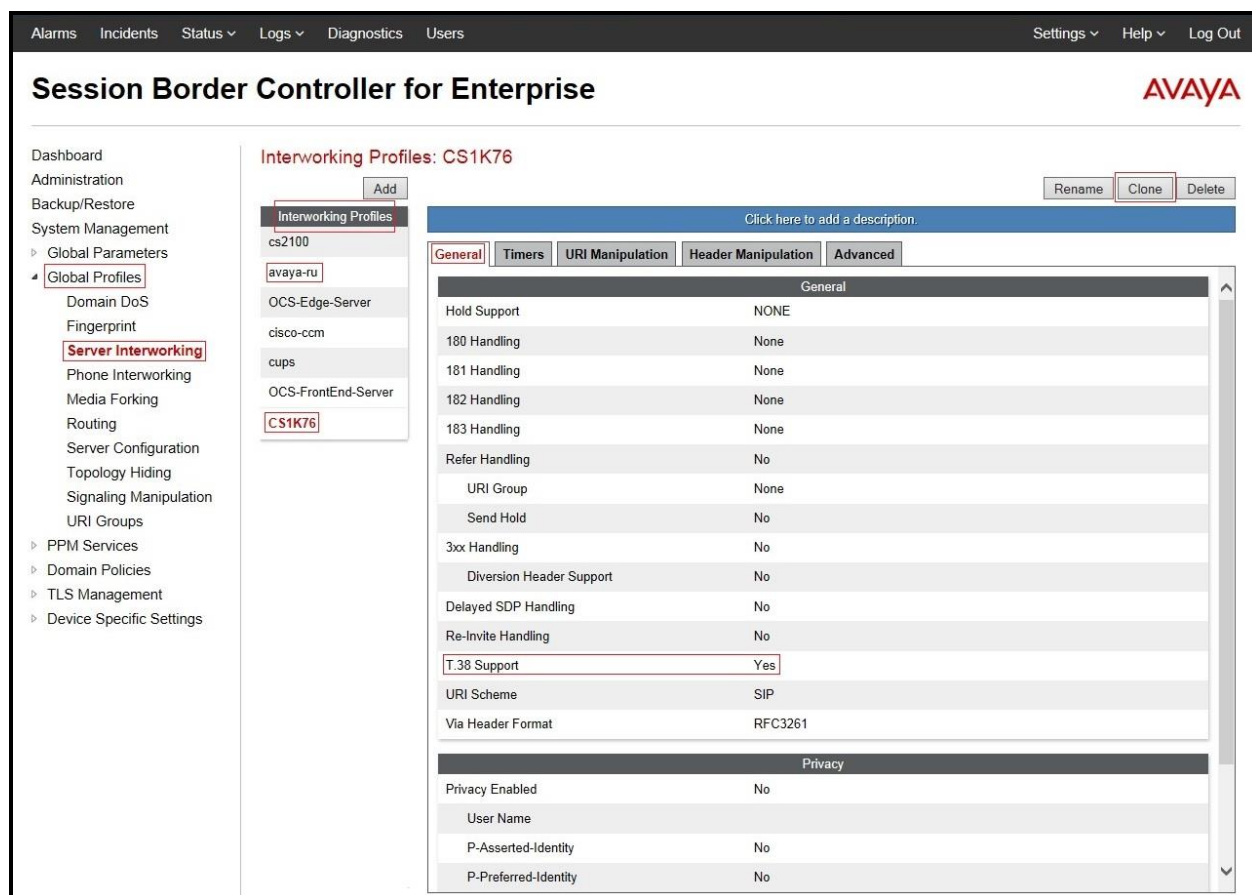 Alarms Incidents Status Logs Diagnostics Users Settings Help Log Out
Session Border Controller for Enterprise
AVAYA
Dashboard
Administration
Backup/Restore
System Management
Global Parameters
Global Profiles
Domain DoS
Fingerprint
Server Interworking
Phone Interworking
Media Forking
Routing
Server Configuration
Topology Hiding
Signaling Manipulation
URI Groups
PPM Services
Domain Policies
TLS Management
Device Specific Settings
Interworking Profiles: CS1K76
Add
Rename Clone Delete
Interworking Profiles
cs2100
avaya-ru
OCS-Edge-Server
cisco-ccm
cups
OCS-FrontEnd-Server
CS1K76
Click here to add a description.
General Timers URI Manipulation Header Manipulation Advanced
General
Hold Support NONE
180 Handling None
181 Handling None
182 Handling None
183 Handling None
Refer Handling No
URI Group None
Send Hold No
3xx Handling No
Diversion Header Support No
Delayed SDP Handling No
Re-Invite Handling No
T.38 Support Yes
URI Scheme SIP
Via Header Format RFC3261
Privacy
Privacy Enabled No
User Name
P-Asserted-Identity No
P-Preferred-Identity No